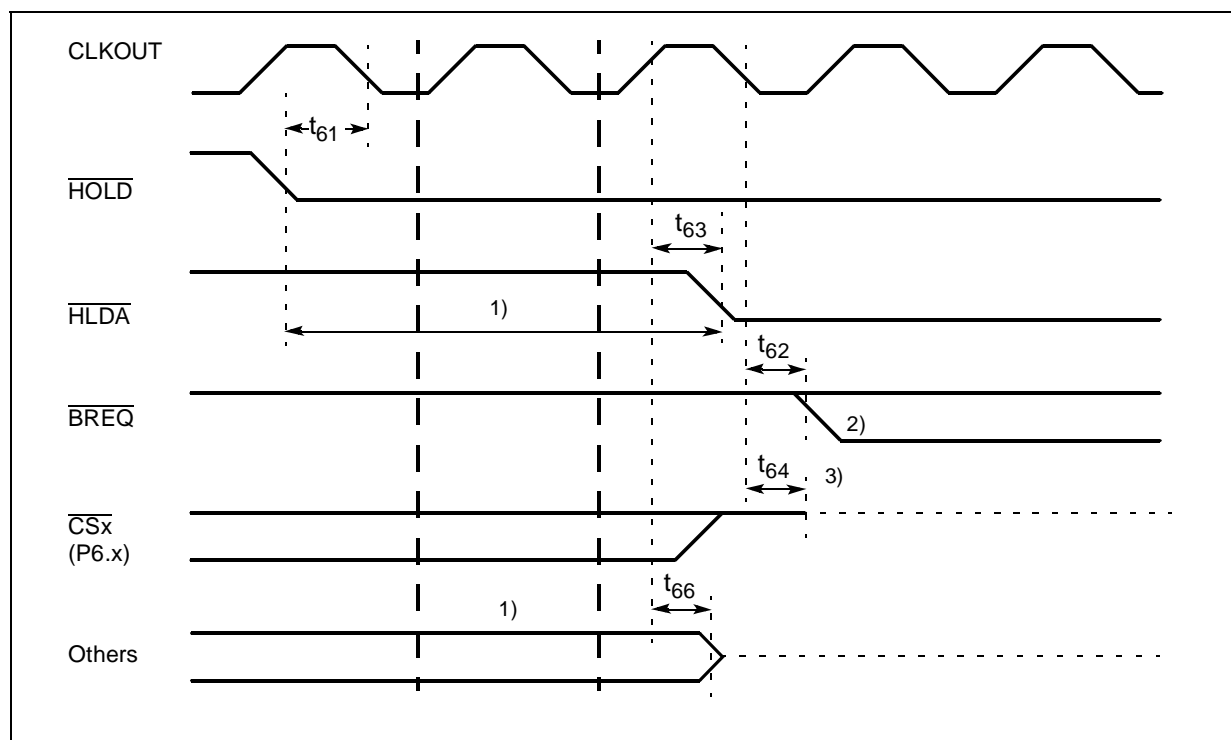 CLKOUT
t61
HOLD
t63
HLDA
1)
t62
BREQ
2)
t64
3)
CSx
(P6.x)
t66
1)
Others